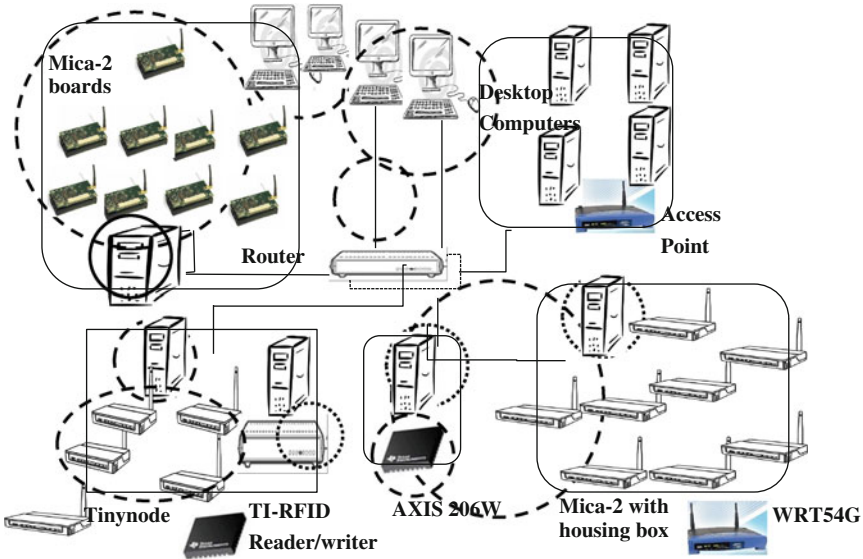 Mica-2
boards
Desktop
Computers
Access
Point
Router
Tinynode
TI-RFID
Reader/writer
AXIS 206W
Mica-2 with
housing box
WRT54G